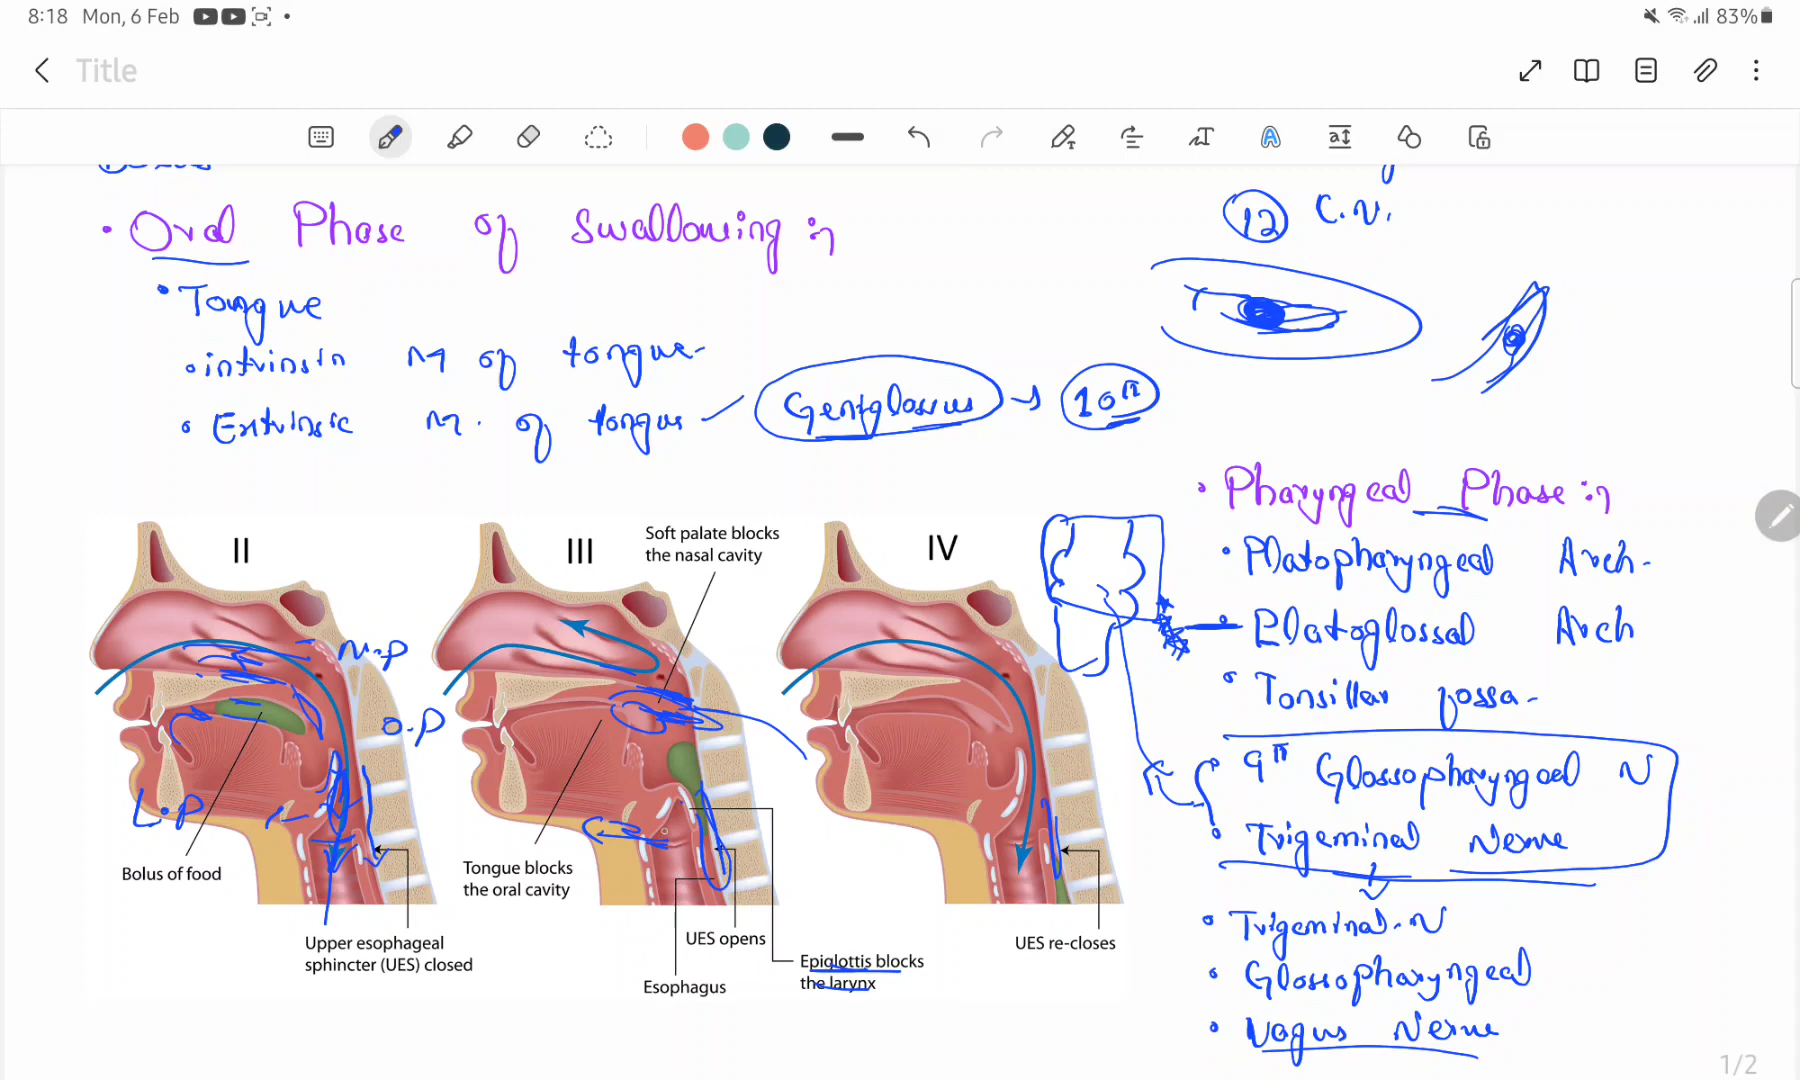 8:18 Mon, 6 Feb
83%
Title
12 C.N.
• Oral Phase of Swallowing :-
• Tongue
• intrinsic M of tongue
• Extrinsic M. of tongue
Genioglossus → 10th
• Pharyngeal Phase :-
• Platopharyngeal Arch.
• Platoglossal Arch
• Tonsillar fossa
• 9th Glossopharyngeal N
• Trigeminal Nerve
• Trigeminal. N
• Glossopharyngeal
• Vagus Nerve
II
III
IV
Soft palate blocks
the nasal cavity
N.P
O.P
L.P
Bolus of food
Tongue blocks
the oral cavity
Upper esophageal
sphincter (UES) closed
UES opens
Esophagus
Epiglottis blocks
the larynx
UES re-closes
1/2